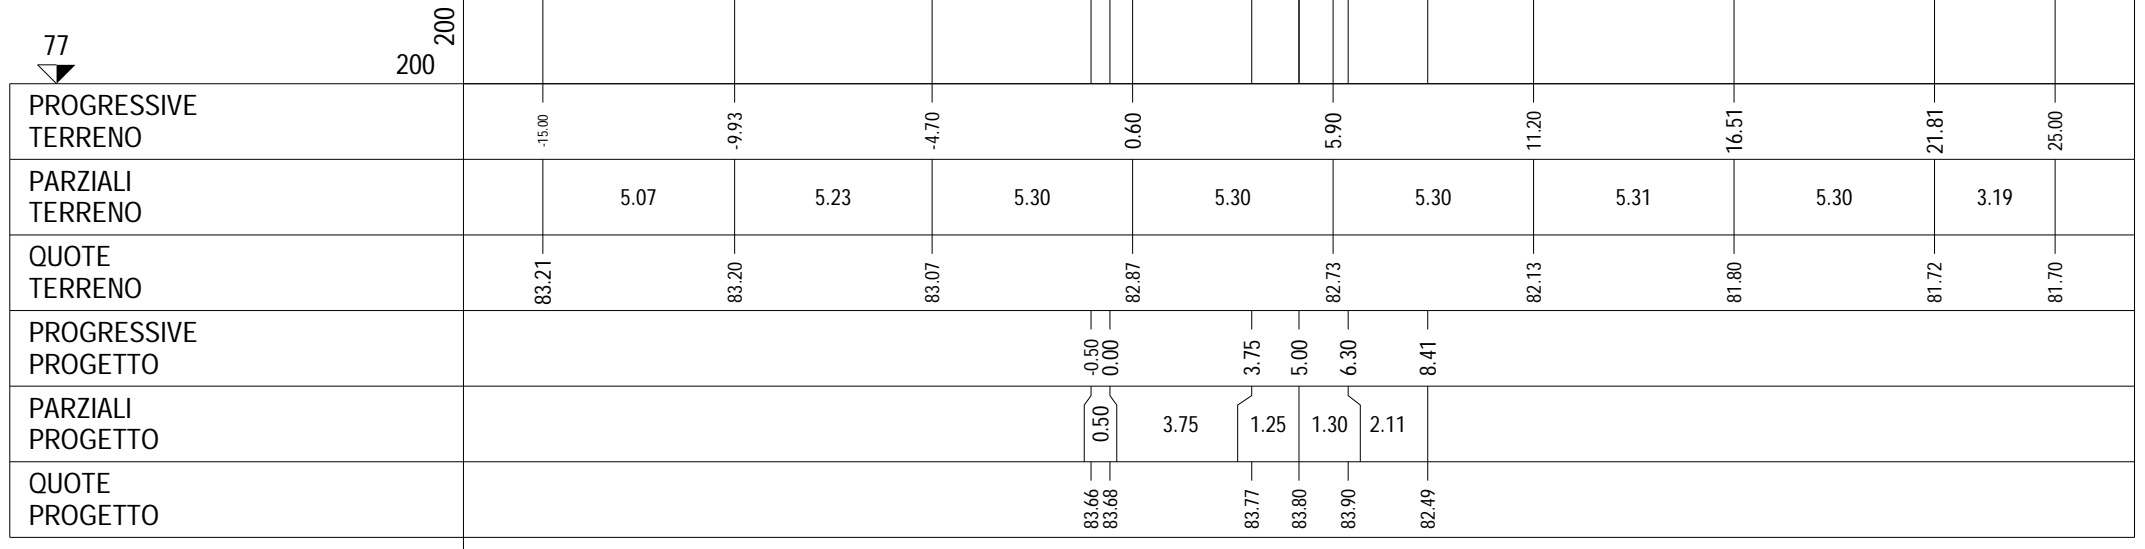 200
77
200
PROGRESSIVE
TERRENO
-15.00 -9.93 -4.70 0.60 5.90 11.20 16.51 21.81 25.00
PARZIALI
TERRENO
5.07 5.23 5.30 5.30 5.30 5.31 5.30 3.19
QUOTE
TERRENO
83.21 83.20 83.07 82.87 82.73 82.13 81.80 81.72 81.70
PROGRESSIVE
PROGETTO
-0.50 0.00 3.75 5.00 6.30 8.41
PARZIALI
PROGETTO
0.50 3.75 1.25 1.30 2.11
QUOTE
PROGETTO
83.66 83.68 83.77 83.80 83.90 82.49